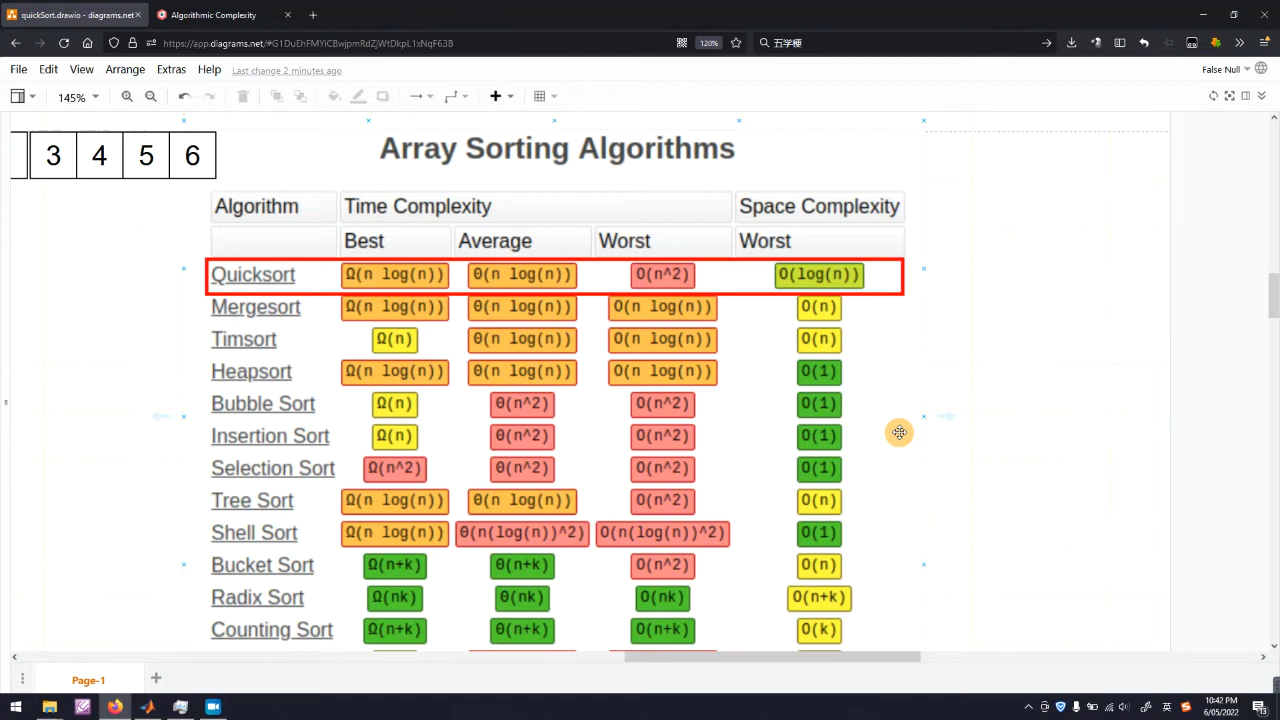 quickSort.drawio - diagrams.net
Algorithmic Complexity
https://app.diagrams.net/#G1DuEhFMYiCBwjpmRdZjWtDkpL1xNqF63B
120%
五学梗
File Edit View Arrange Extras Help Last change 2 minutes ago
False Null
145%
3 4 5 6
Array Sorting Algorithms
Algorithm Time Complexity Space Complexity
Best Average Worst Worst
Quicksort Ω(n log(n)) Θ(n log(n)) O(n^2) O(log(n))
Mergesort Ω(n log(n)) Θ(n log(n)) O(n log(n)) O(n)
Timsort Ω(n) Θ(n log(n)) O(n log(n)) O(n)
Heapsort Ω(n log(n)) Θ(n log(n)) O(n log(n)) O(1)
Bubble Sort Ω(n) Θ(n^2) O(n^2) O(1)
Insertion Sort Ω(n) Θ(n^2) O(n^2) O(1)
Selection Sort Ω(n^2) Θ(n^2) O(n^2) O(1)
Tree Sort Ω(n log(n)) Θ(n log(n)) O(n^2) O(n)
Shell Sort Ω(n log(n)) Θ(n(log(n))^2) O(n(log(n))^2) O(1)
Bucket Sort Ω(n+k) Θ(n+k) O(n^2) O(n)
Radix Sort Ω(nk) Θ(nk) O(nk) O(n+k)
Counting Sort Ω(n+k) Θ(n+k) O(n+k) O(k)
Page-1
英
10:42 PM
6/05/2022